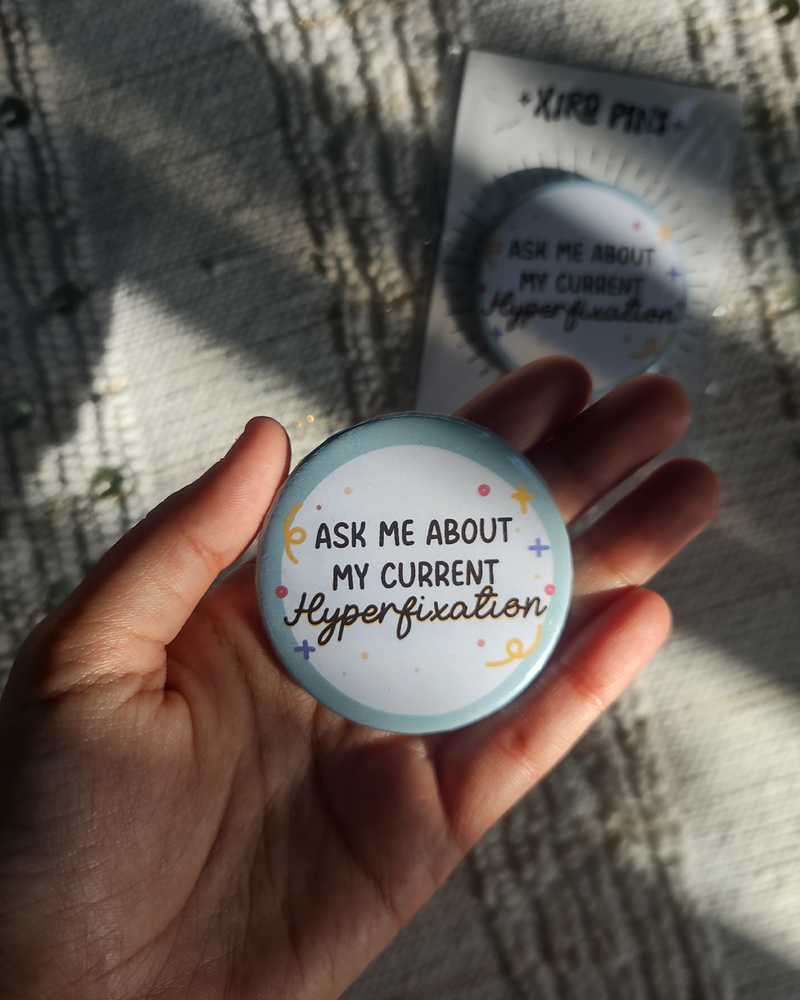 XIRO PINS
ASK ME ABOUT
MY CURRENT
Hyperfixation
ASK ME ABOUT
MY CURRENT
Hyperfixation